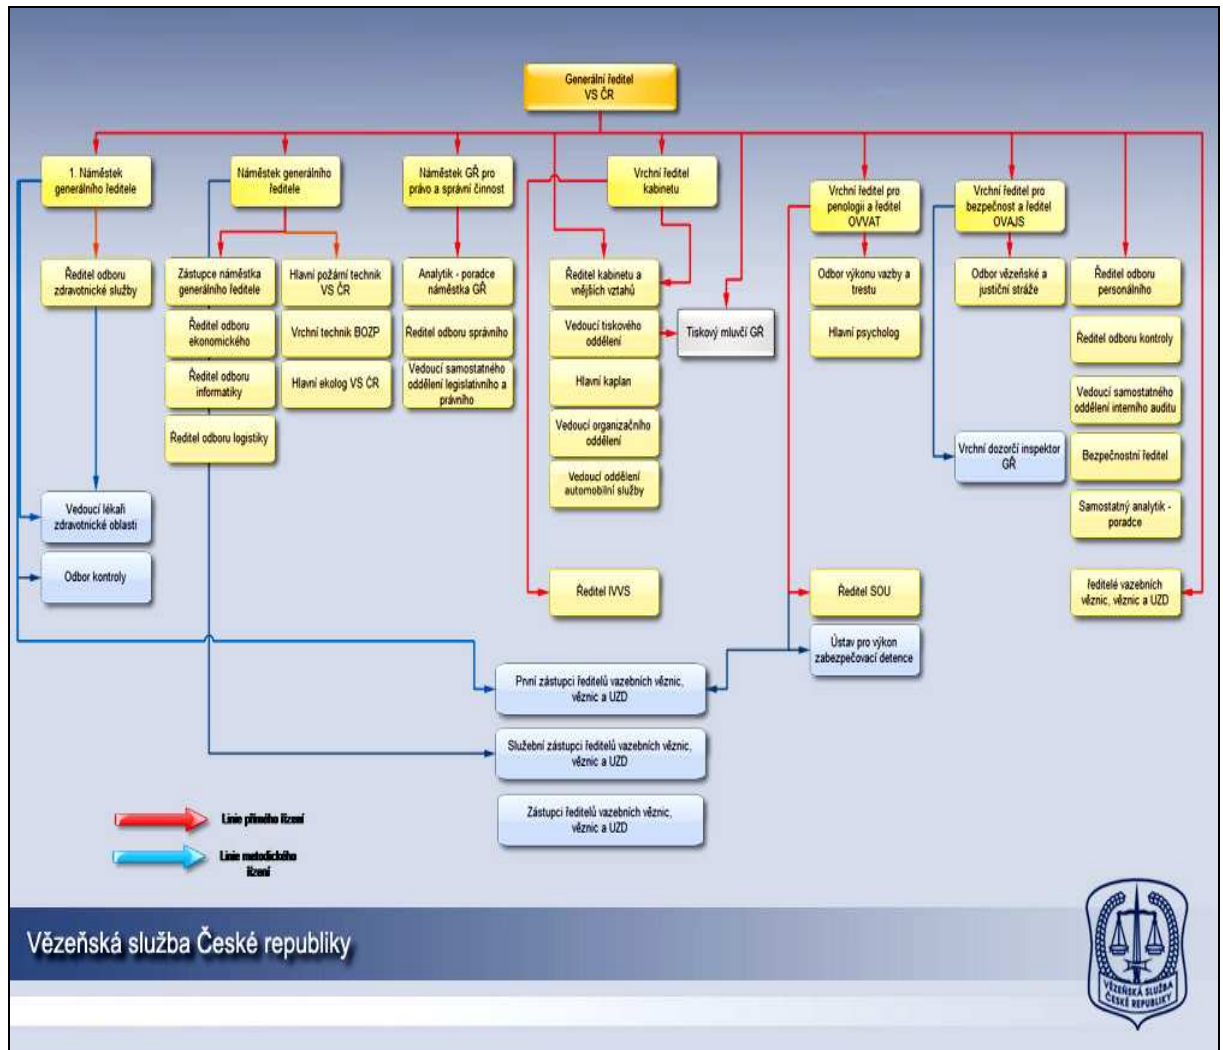 Generální ředitel
VS ČR
1. Náměstek
generálního ředitele
Náměstek generálního
ředitele
Náměstek GŘ pro
právo a správní činnost
Vrchní ředitel
kabinetu
Vrchní ředitel pro
penologii a ředitel
OVVAT
Vrchní ředitel pro
bezpečnost a ředitel
OVAJS
Ředitel odboru
zdravotnické služby
Zástupce náměstka
generálního ředitele
Hlavní požární technik
VS ČR
Analytik - poradce
náměstka GŘ
Ředitel kabinetu a
vnějších vztahů
Odbor výkonu vazby a
trestu
Odbor vězeňské a
justiční stráže
Ředitel odboru
personálního
Ředitel odboru
ekonomického
Vrchní technik BOZP
Ředitel odboru správního
Vedoucí tiskového
oddělení
Tiskový mluvčí GŘ
Hlavní psycholog
Ředitel odboru kontroly
Ředitel odboru
informatiky
Hlavní ekolog VS ČR
Vedoucí samostatného
oddělení legislativního a
právního
Hlavní kaplan
Vedoucí samostatného
oddělení interního auditu
Ředitel odboru logistiky
Vedoucí organizačního
oddělení
Vrchní dozorčí inspektor
GŘ
Bezpečnostní ředitel
Vedoucí oddělení
automobilní služby
Vedoucí lékaři
zdravotnické oblasti
Samostatný analytik -
poradce
Odbor kontroly
Ředitel IVVS
Ředitel SOU
ředitelé vazebních
věznic, věznic a UZD
Ústav pro výkon
zabezpečovací detence
První zástupci ředitelů vazebních věznic,
věznic a UZD
Služební zástupci ředitelů vazebních věznic,
věznic a UZD
Zástupci ředitelů vazebních věznic,
věznic a UZD
Linie přímého řízení
Linie metodického
řízení
Vězeňská služba České republiky
VĚZEŇSKÁ SLUŽBA
ČESKÉ REPUBLIKY